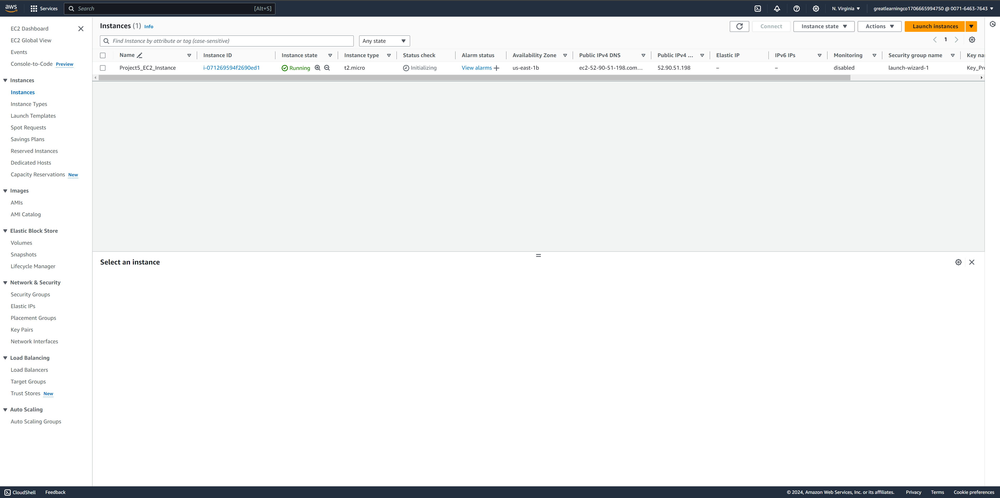 aws Services Search [Alt+S] N. Virginia greatlearningco1706665994750 @ 0071-6463-7643
EC2 Dashboard
EC2 Global View
Events
Console-to-Code Preview
Instances
Instances
Instance Types
Launch Templates
Spot Requests
Savings Plans
Reserved Instances
Dedicated Hosts
Capacity Reservations New
Images
AMIs
AMI Catalog
Elastic Block Store
Volumes
Snapshots
Lifecycle Manager
Network & Security
Security Groups
Elastic IPs
Placement Groups
Key Pairs
Network Interfaces
Load Balancing
Load Balancers
Target Groups
Trust Stores New
Auto Scaling
Auto Scaling Groups
Instances (1) Info Connect Instance state Actions Launch instances
Find Instance by attribute or tag (case-sensitive) Any state 1
Name Instance ID Instance state Instance type Status check Alarm status Availability Zone Public IPv4 DNS Public IPv4 ... Elastic IP IPv6 IPs Monitoring Security group name Key na
Project5_EC2_Instance i-071269594f2690ed1 Running t2.micro Initializing View alarms + us-east-1b ec2-52-90-51-198.com... 52.90.51.198 – – disabled launch-wizard-1 Key_Pr
Select an instance
CloudShell Feedback © 2024, Amazon Web Services, Inc. or its affiliates. Privacy Terms Cookie preferences